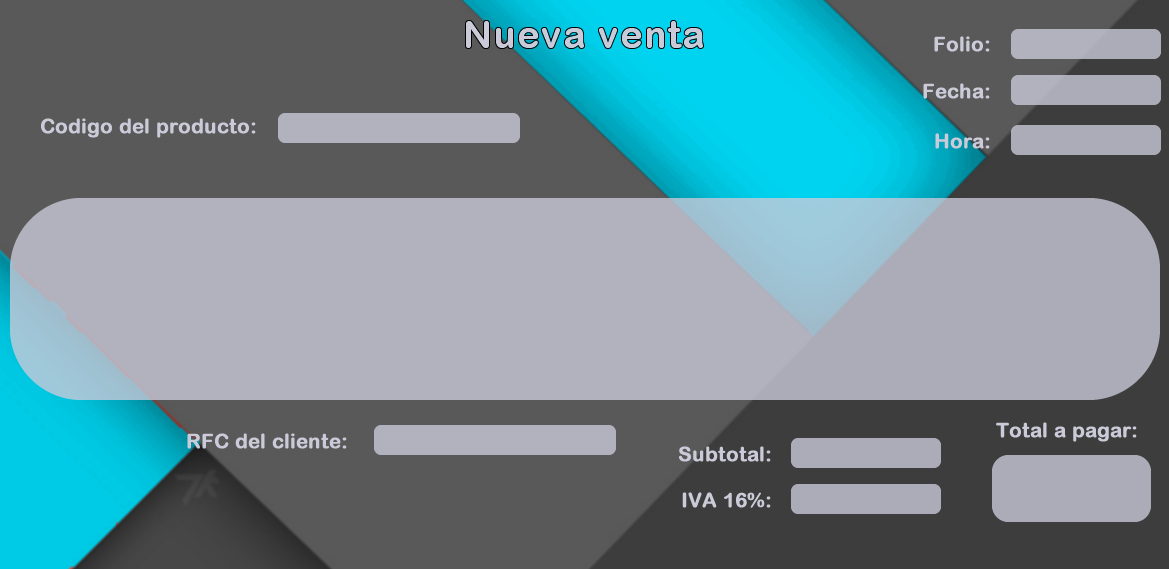 Nueva venta
Folio:
Fecha:
Codigo del producto:
Hora:
RFC del cliente:
Subtotal:
IVA 16%:
Total a pagar: